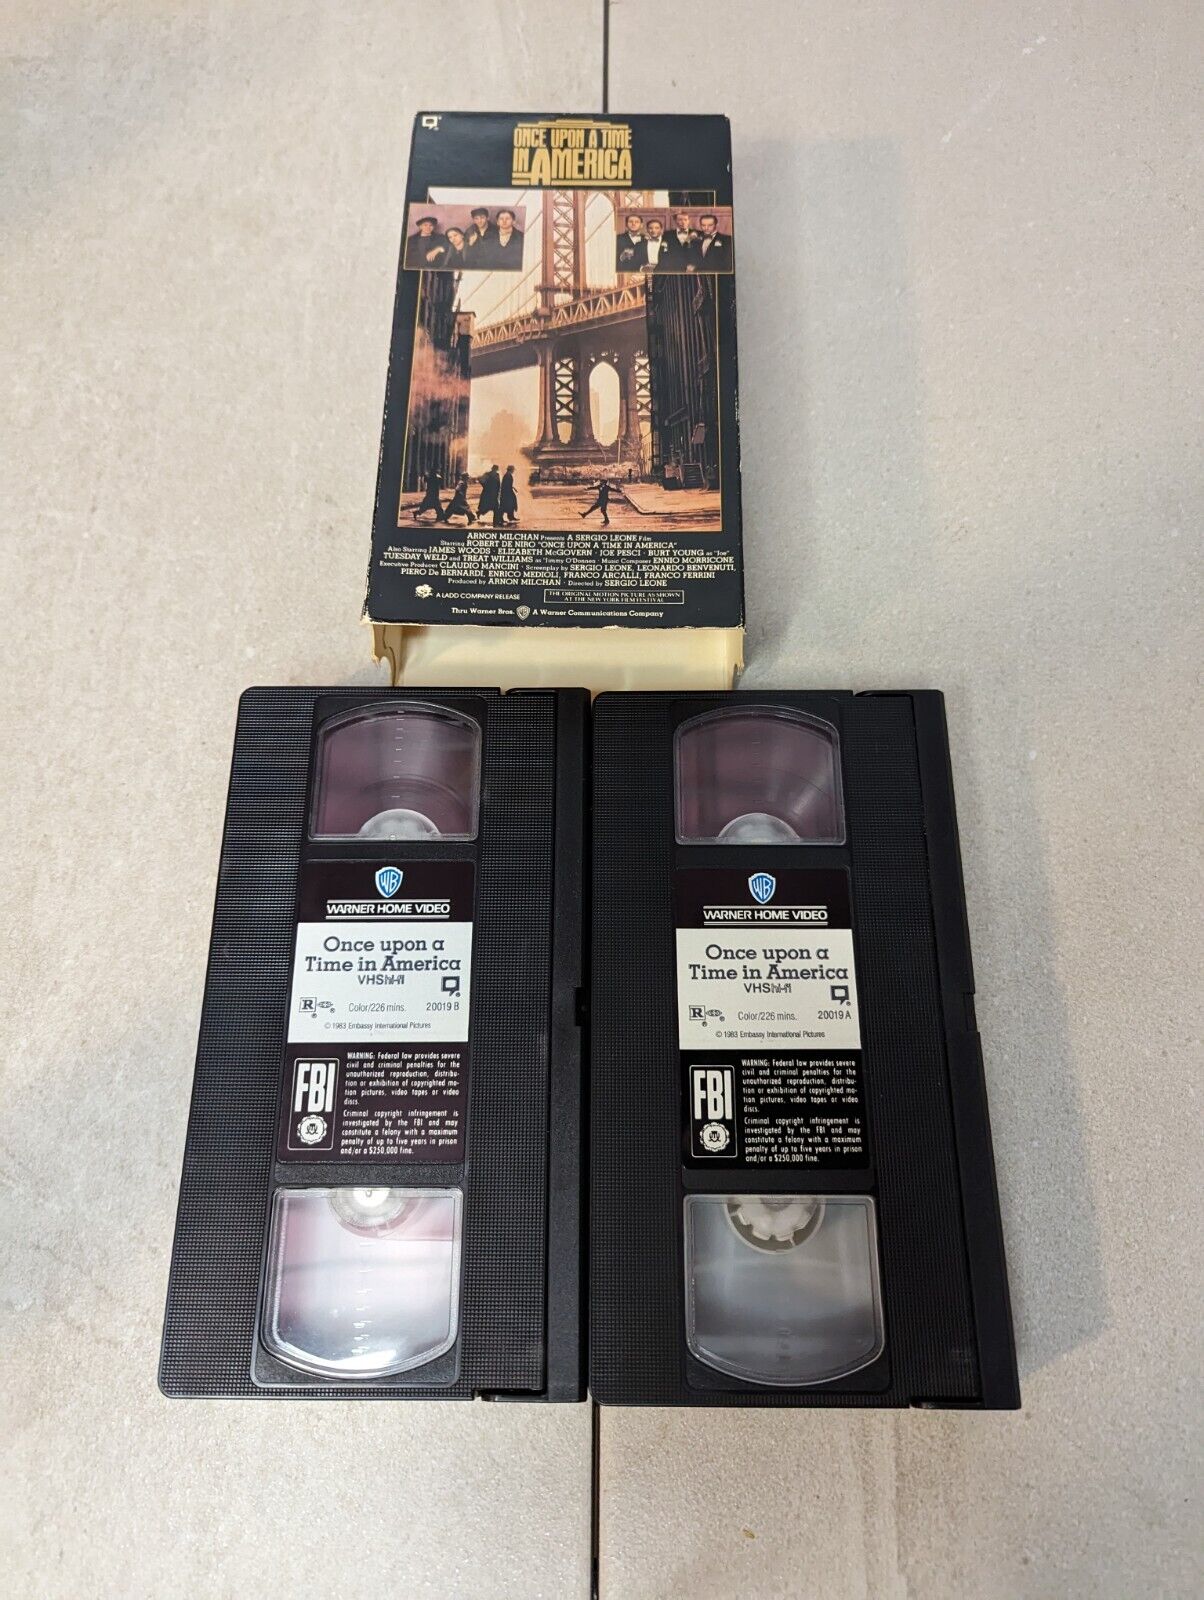 ONCE UPON A TIME
IN AMERICA
ARNON MILCHAN Presents A SERGIO LEONE Film
Starring ROBERT DE NIRO "ONCE UPON A TIME IN AMERICA"
Also Starring JAMES WOODS · ELIZABETH McGOVERN · JOE PESCI · BURT YOUNG as "Joe"
TUESDAY WELD and TREAT WILLIAMS as "Jimmy O'Donnell" · Music Composer ENNIO MORRICONE
Executive Producer CLAUDIO MANCINI · Screenplay by SERGIO LEONE, LEONARDO BENVENUTI,
PIERO De BERNARDI, ENRICO MEDIOLI, FRANCO ARCALLI, FRANCO FERRINI
Produced by ARNON MILCHAN · Directed by SERGIO LEONE
A LADD COMPANY RELEASE
THE ORIGINAL MOTION PICTURE AS SHOWN
AT THE NEW YORK FILM FESTIVAL
Thru Warner Bros. WB A Warner Communications Company
WB
WARNER HOME VIDEO
Once upon a
Time in America
VHS hi-fi
R Color/226 mins. 20019 B
© 1983 Embassy International Pictures
FBI
WARNING: Federal law provides severe
civil and criminal penalties for the
unauthorized reproduction, distribu-
tion or exhibition of copyrighted mo-
tion pictures, video tapes or video
discs.
Criminal copyright infringement is
investigated by the FBI and may
constitute a felony with a maximum
penalty of up to five years in prison
and/or a $250,000 fine.
WB
WARNER HOME VIDEO
Once upon a
Time in America
VHS hi-fi
R Color/226 mins. 20019 A
© 1983 Embassy International Pictures
FBI
WARNING: Federal law provides severe
civil and criminal penalties for the
unauthorized reproduction, distribu-
tion or exhibition of copyrighted mo-
tion pictures, video tapes or video
discs.
Criminal copyright infringement is
investigated by the FBI and may
constitute a felony with a maximum
penalty of up to five years in prison
and/or a $250,000 fine.